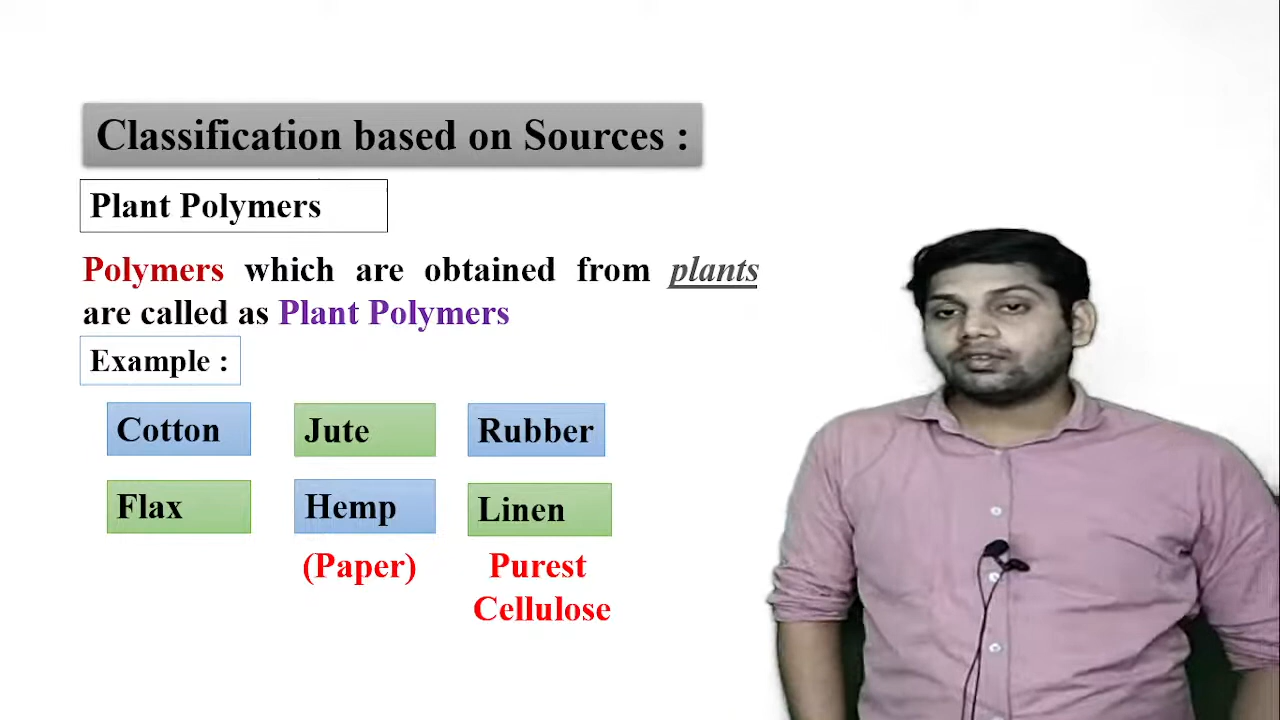 Classification based on Sources :
Plant Polymers
Polymers which are obtained from plants
are called as Plant Polymers
Example :
Cotton Jute Rubber
Flax Hemp Linen
(Paper) Purest
Cellulose